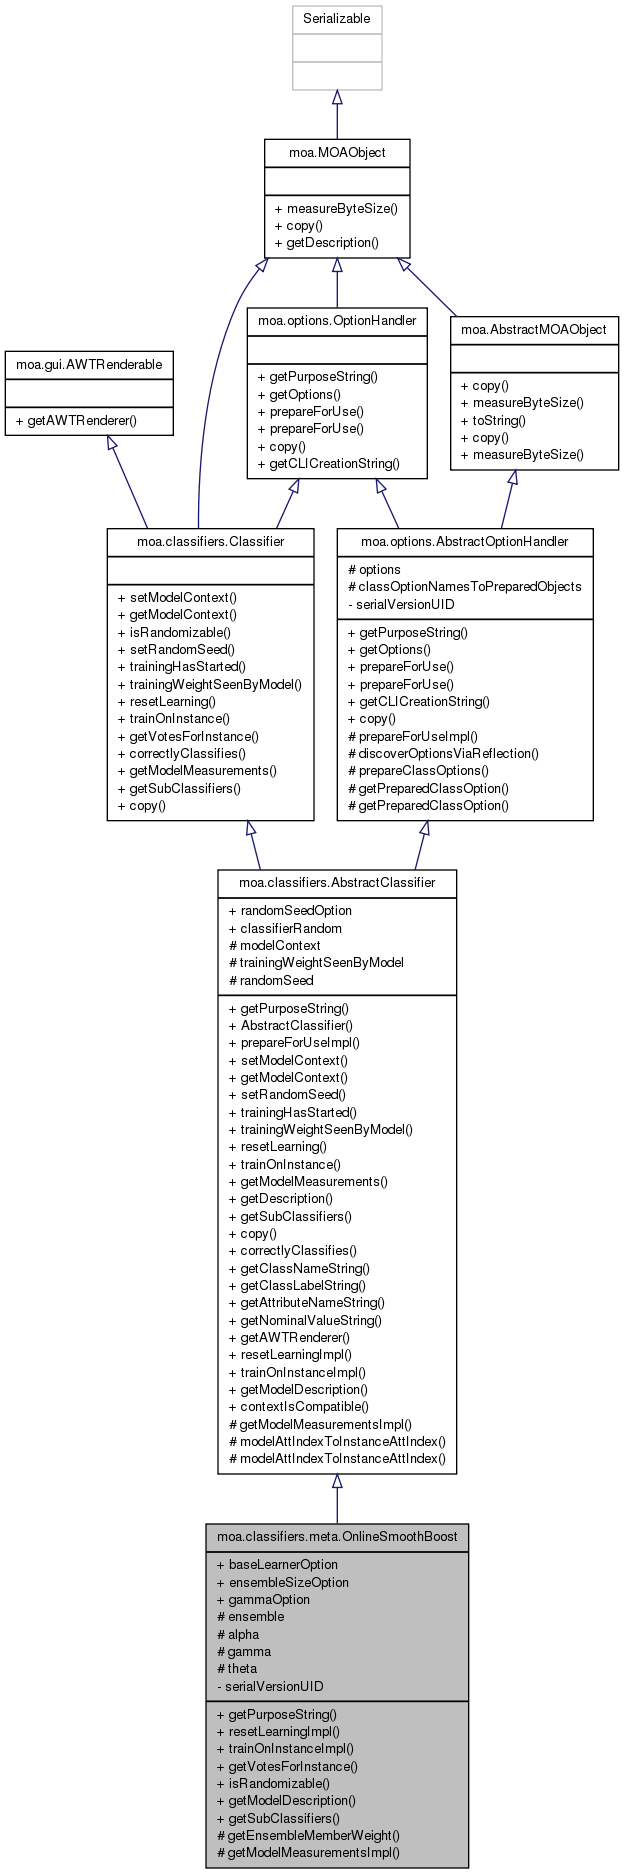 Serializable
moa.MOAObject
+ measureByteSize()
+ copy()
+ getDescription()
moa.options.OptionHandler
+ getPurposeString()
+ getOptions()
+ prepareForUse()
+ prepareForUse()
+ copy()
+ getCLICreationString()
moa.AbstractMOAObject
+ copy()
+ measureByteSize()
+ toString()
+ copy()
+ measureByteSize()
moa.gui.AWTRenderable
+ getAWTRenderer()
moa.classifiers.Classifier
+ setModelContext()
+ getModelContext()
+ isRandomizable()
+ setRandomSeed()
+ trainingHasStarted()
+ trainingWeightSeenByModel()
+ resetLearning()
+ trainOnInstance()
+ getVotesForInstance()
+ correctlyClassifies()
+ getModelMeasurements()
+ getSubClassifiers()
+ copy()
moa.options.AbstractOptionHandler
# options
# classOptionNamesToPreparedObjects
- serialVersionUID
+ getPurposeString()
+ getOptions()
+ prepareForUse()
+ prepareForUse()
+ getCLICreationString()
+ copy()
# prepareForUseImpl()
# discoverOptionsViaReflection()
# prepareClassOptions()
# getPreparedClassOption()
# getPreparedClassOption()
moa.classifiers.AbstractClassifier
+ randomSeedOption
+ classifierRandom
# modelContext
# trainingWeightSeenByModel
# randomSeed
+ getPurposeString()
+ AbstractClassifier()
+ prepareForUseImpl()
+ setModelContext()
+ getModelContext()
+ setRandomSeed()
+ trainingHasStarted()
+ trainingWeightSeenByModel()
+ resetLearning()
+ trainOnInstance()
+ getModelMeasurements()
+ getDescription()
+ getSubClassifiers()
+ copy()
+ correctlyClassifies()
+ getClassNameString()
+ getClassLabelString()
+ getAttributeNameString()
+ getNominalValueString()
+ getAWTRenderer()
+ resetLearningImpl()
+ trainOnInstanceImpl()
+ getModelDescription()
+ contextIsCompatible()
# getModelMeasurementsImpl()
# modelAttIndexToInstanceAttIndex()
# modelAttIndexToInstanceAttIndex()
moa.classifiers.meta.OnlineSmoothBoost
+ baseLearnerOption
+ ensembleSizeOption
+ gammaOption
# ensemble
# alpha
# gamma
# theta
- serialVersionUID
+ getPurposeString()
+ resetLearningImpl()
+ trainOnInstanceImpl()
+ getVotesForInstance()
+ isRandomizable()
+ getModelDescription()
+ getSubClassifiers()
# getEnsembleMemberWeight()
# getModelMeasurementsImpl()